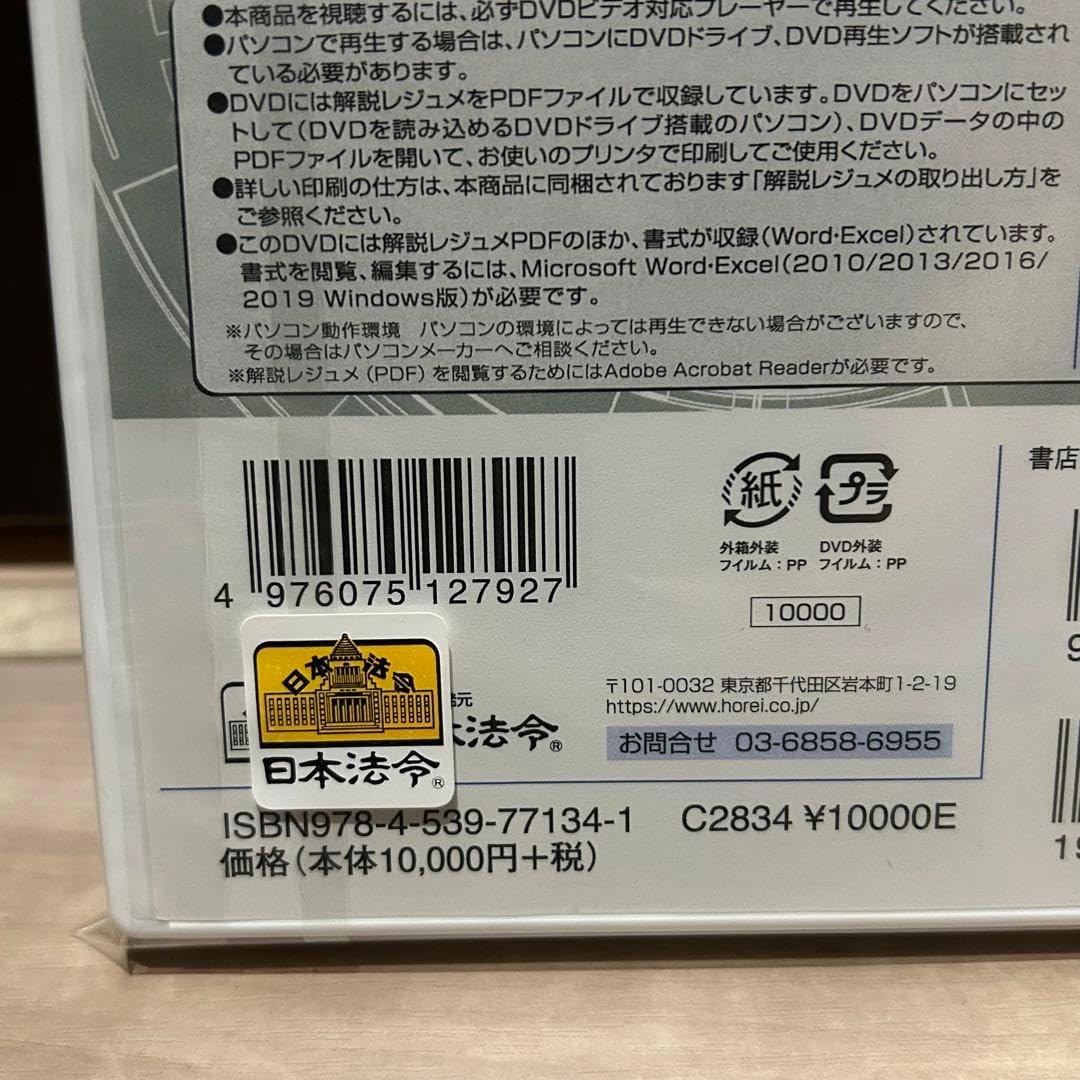 ●本商品を視聴するには、必ずDVDビデオ対応プレーヤーで再生してください。
●パソコンで再生する場合は、パソコンにDVDドライブ、DVD再生ソフトが搭載され
ている必要があります。
●DVDには解説レジュメをPDFファイルで収録しています。DVDをパソコンにセッ
トして(DVDを読み込めるDVDドライブ搭載のパソコン)、DVDデータの中の
PDFファイルを開いて、お使いのプリンタで印刷してご使用ください。
●詳しい印刷の仕方は、本商品に同梱されております「解説レジュメの取り出し方」を
ご参照ください。
●このDVDには解説レジュメPDFのほか、書式が収録(Word・Excel)されています。
書式を閲覧、編集するには、Microsoft Word・Excel(2010/2013/2016/
2019 Windows版)が必要です。
※パソコン動作環境 パソコンの環境によっては再生できない場合がございますので、
その場合はパソコンメーカーへご相談ください。
※解説レジュメ(PDF)を閲覧するためにはAdobe Acrobat Readerが必要です。
4 976075 127927
紙
プラ
外箱外装
フィルム:PP
DVD外装
フィルム:PP
10000
書店
日本法令
日本法令®
元
法令®
〒101-0032 東京都千代田区岩本町1-2-19
https://www.horei.co.jp/
お問合せ 03-6858-6955
ISBN978-4-539-77134-1 C2834 ¥10000E
価格(本体10,000円+税)
9
19